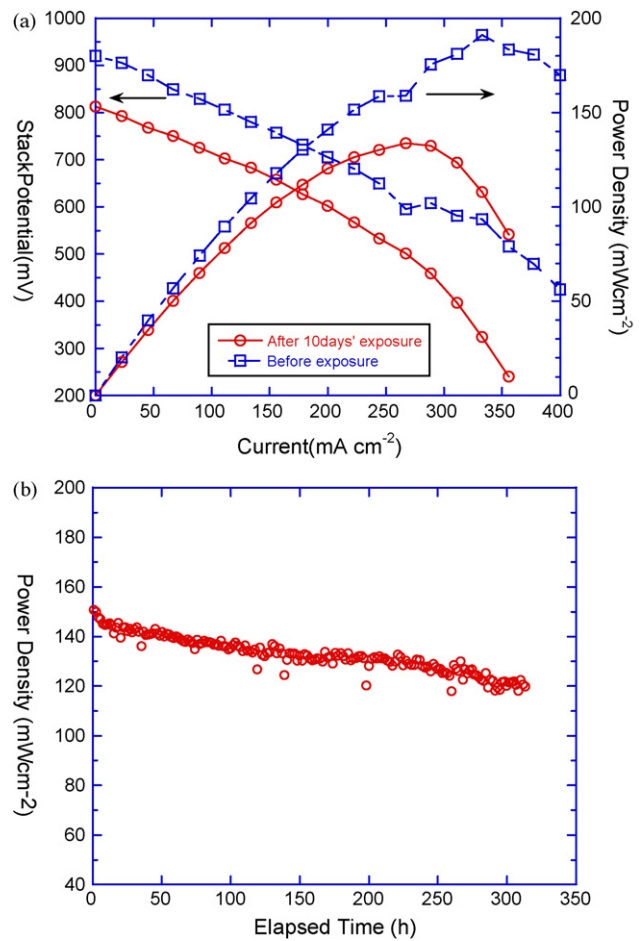 (a)
1000
900
800
700
600
500
400
300
200
StackPotential(mV)
200
150
100
50
0
Power Density (mWcm-2)
After 10days' exposure
Before exposure
0 50 100 150 200 250 300 350 400
Current(mA cm-2)
(b)
200
180
160
140
120
100
80
60
40
Power Density (mWcm-2)
0 50 100 150 200 250 300 350
Elapsed Time (h)